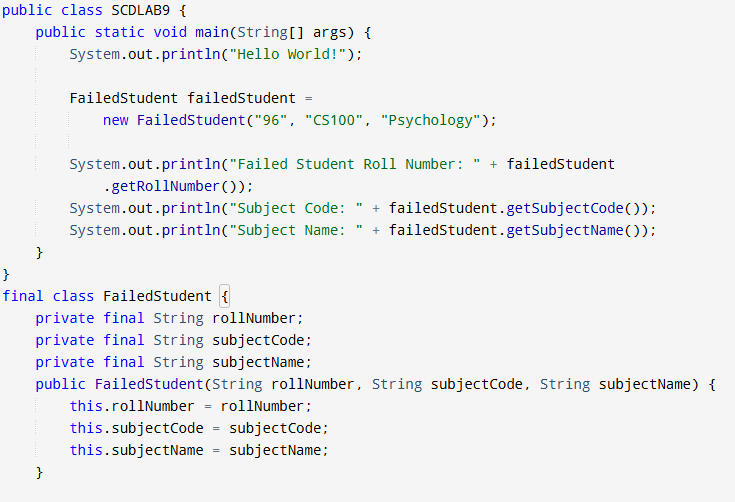 public class SCDLAB9 {
    public static void main(String[] args) {
        System.out.println("Hello World!");
        FailedStudent failedStudent =
            new FailedStudent("96", "CS100", "Psychology");
        System.out.println("Failed Student Roll Number: " + failedStudent
            .getRollNumber());
        System.out.println("Subject Code: " + failedStudent.getSubjectCode());
        System.out.println("Subject Name: " + failedStudent.getSubjectName());
    }
}
final class FailedStudent {
    private final String rollNumber;
    private final String subjectCode;
    private final String subjectName;
    public FailedStudent(String rollNumber, String subjectCode, String subjectName) {
        this.rollNumber = rollNumber;
        this.subjectCode = subjectCode;
        this.subjectName = subjectName;
    }